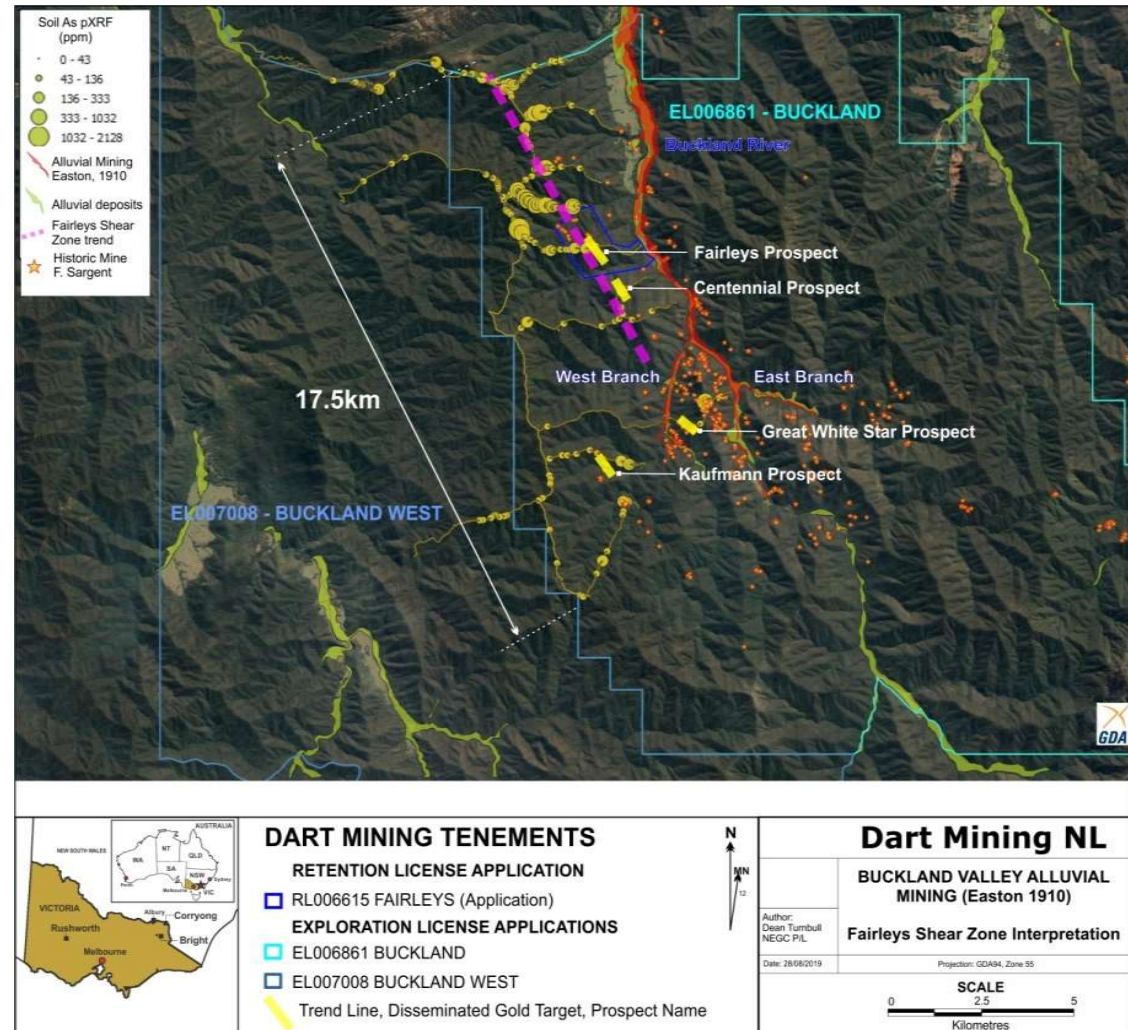 Soil As pXRF
(ppm)
0 - 43
43 - 136
136 - 333
333 - 1032
1032 - 2128
Alluvial Mining
Easton, 1910
Alluvial deposits
Fairleys Shear
Zone trend
Historic Mine
F. Sargent
EL006861 - BUCKLAND
Buckland River
Fairleys Prospect
Centennial Prospect
West Branch
East Branch
17.5km
Great White Star Prospect
Kaufmann Prospect
EL007008 - BUCKLAND WEST
GDA
NEW SOUTH WALES
VICTORIA
Rushworth
Melbourne
Albury
Corryong
Bright
AUSTRALIA
WA
NT
QLD
SA
NSW
VIC
Perth
Sydney
Melbourne
DART MINING TENEMENTS
RETENTION LICENSE APPLICATION
RL006615 FAIRLEYS (Application)
EXPLORATION LICENSE APPLICATIONS
EL006861 BUCKLAND
EL007008 BUCKLAND WEST
Trend Line, Disseminated Gold Target, Prospect Name
N
MN
12
Dart Mining NL
BUCKLAND VALLEY ALLUVIAL
MINING (Easton 1910)
Fairleys Shear Zone Interpretation
Author:
Dean Turnbull
NEGC P/L
Date: 28/08/2019
Projection: GDA94, Zone 55
SCALE
0 2.5 5
Kilometres